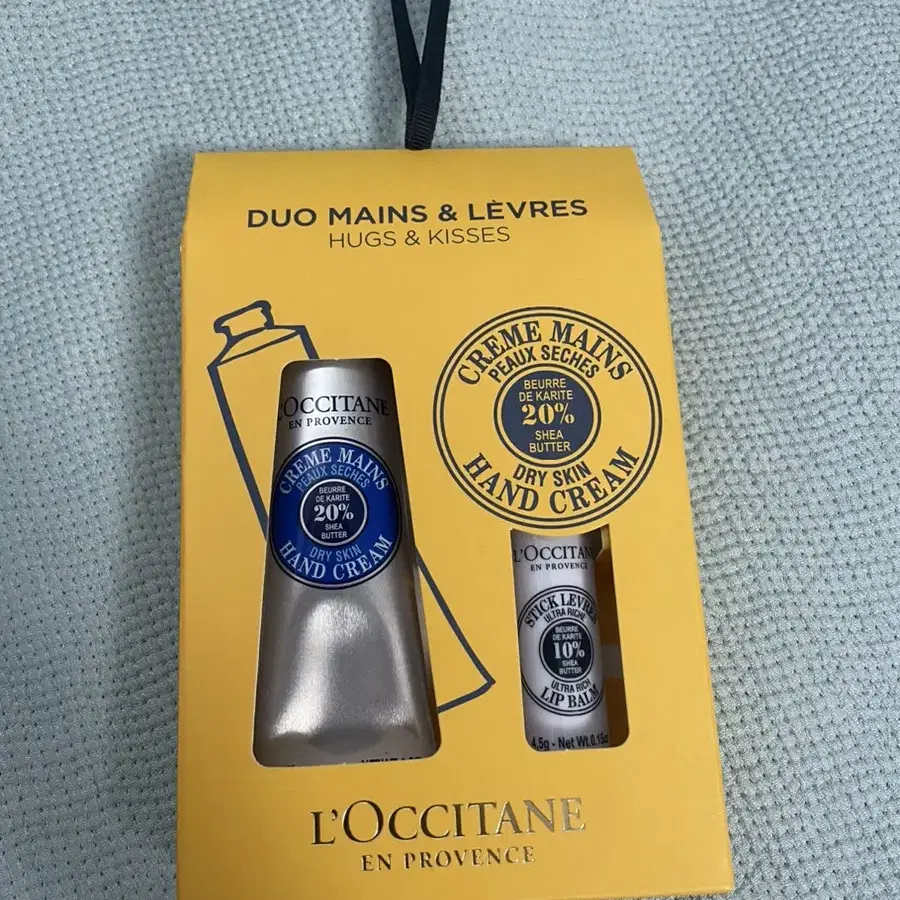 DUO MAINS & LÈVRES
HUGS & KISSES
L'OCCITANE
EN PROVENCE
CREME MAINS
PEAUX SECHES
BEURRE
DE KARITE
20%
SHEA
BUTTER
DRY SKIN
HAND CREAM
CREME MAINS
PEAUX SECHES
BEURRE
DE KARITE
20%
SHEA
BUTTER
DRY SKIN
HAND CREAM
L'OCCITAN
EN PROVENCE
STICK LEVRES
ULTRA RICHE
BEURRE
DE KARITE
10%
SHEA
BUTTER
ULTRA RICH
LIP BALM
4.5g - Net Wt.0.15
L'OCCITANE
EN PROVENCE